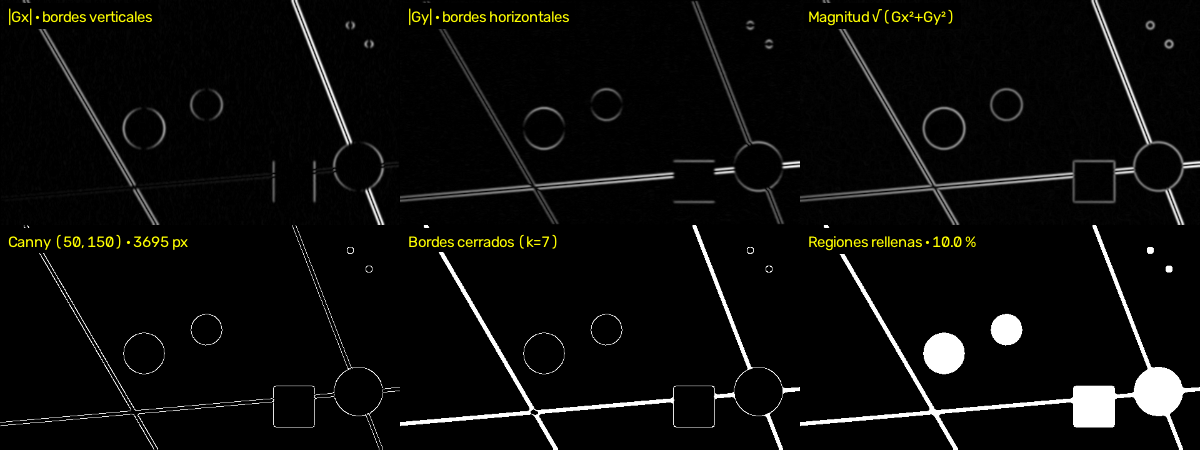 |Gx| · bordes verticales
|Gy| · bordes horizontales
Magnitud √(Gx²+Gy²)
Canny (50,150) · 3695 px
Bordes cerrados (k=7)
Regiones rellenas · 10.0 %